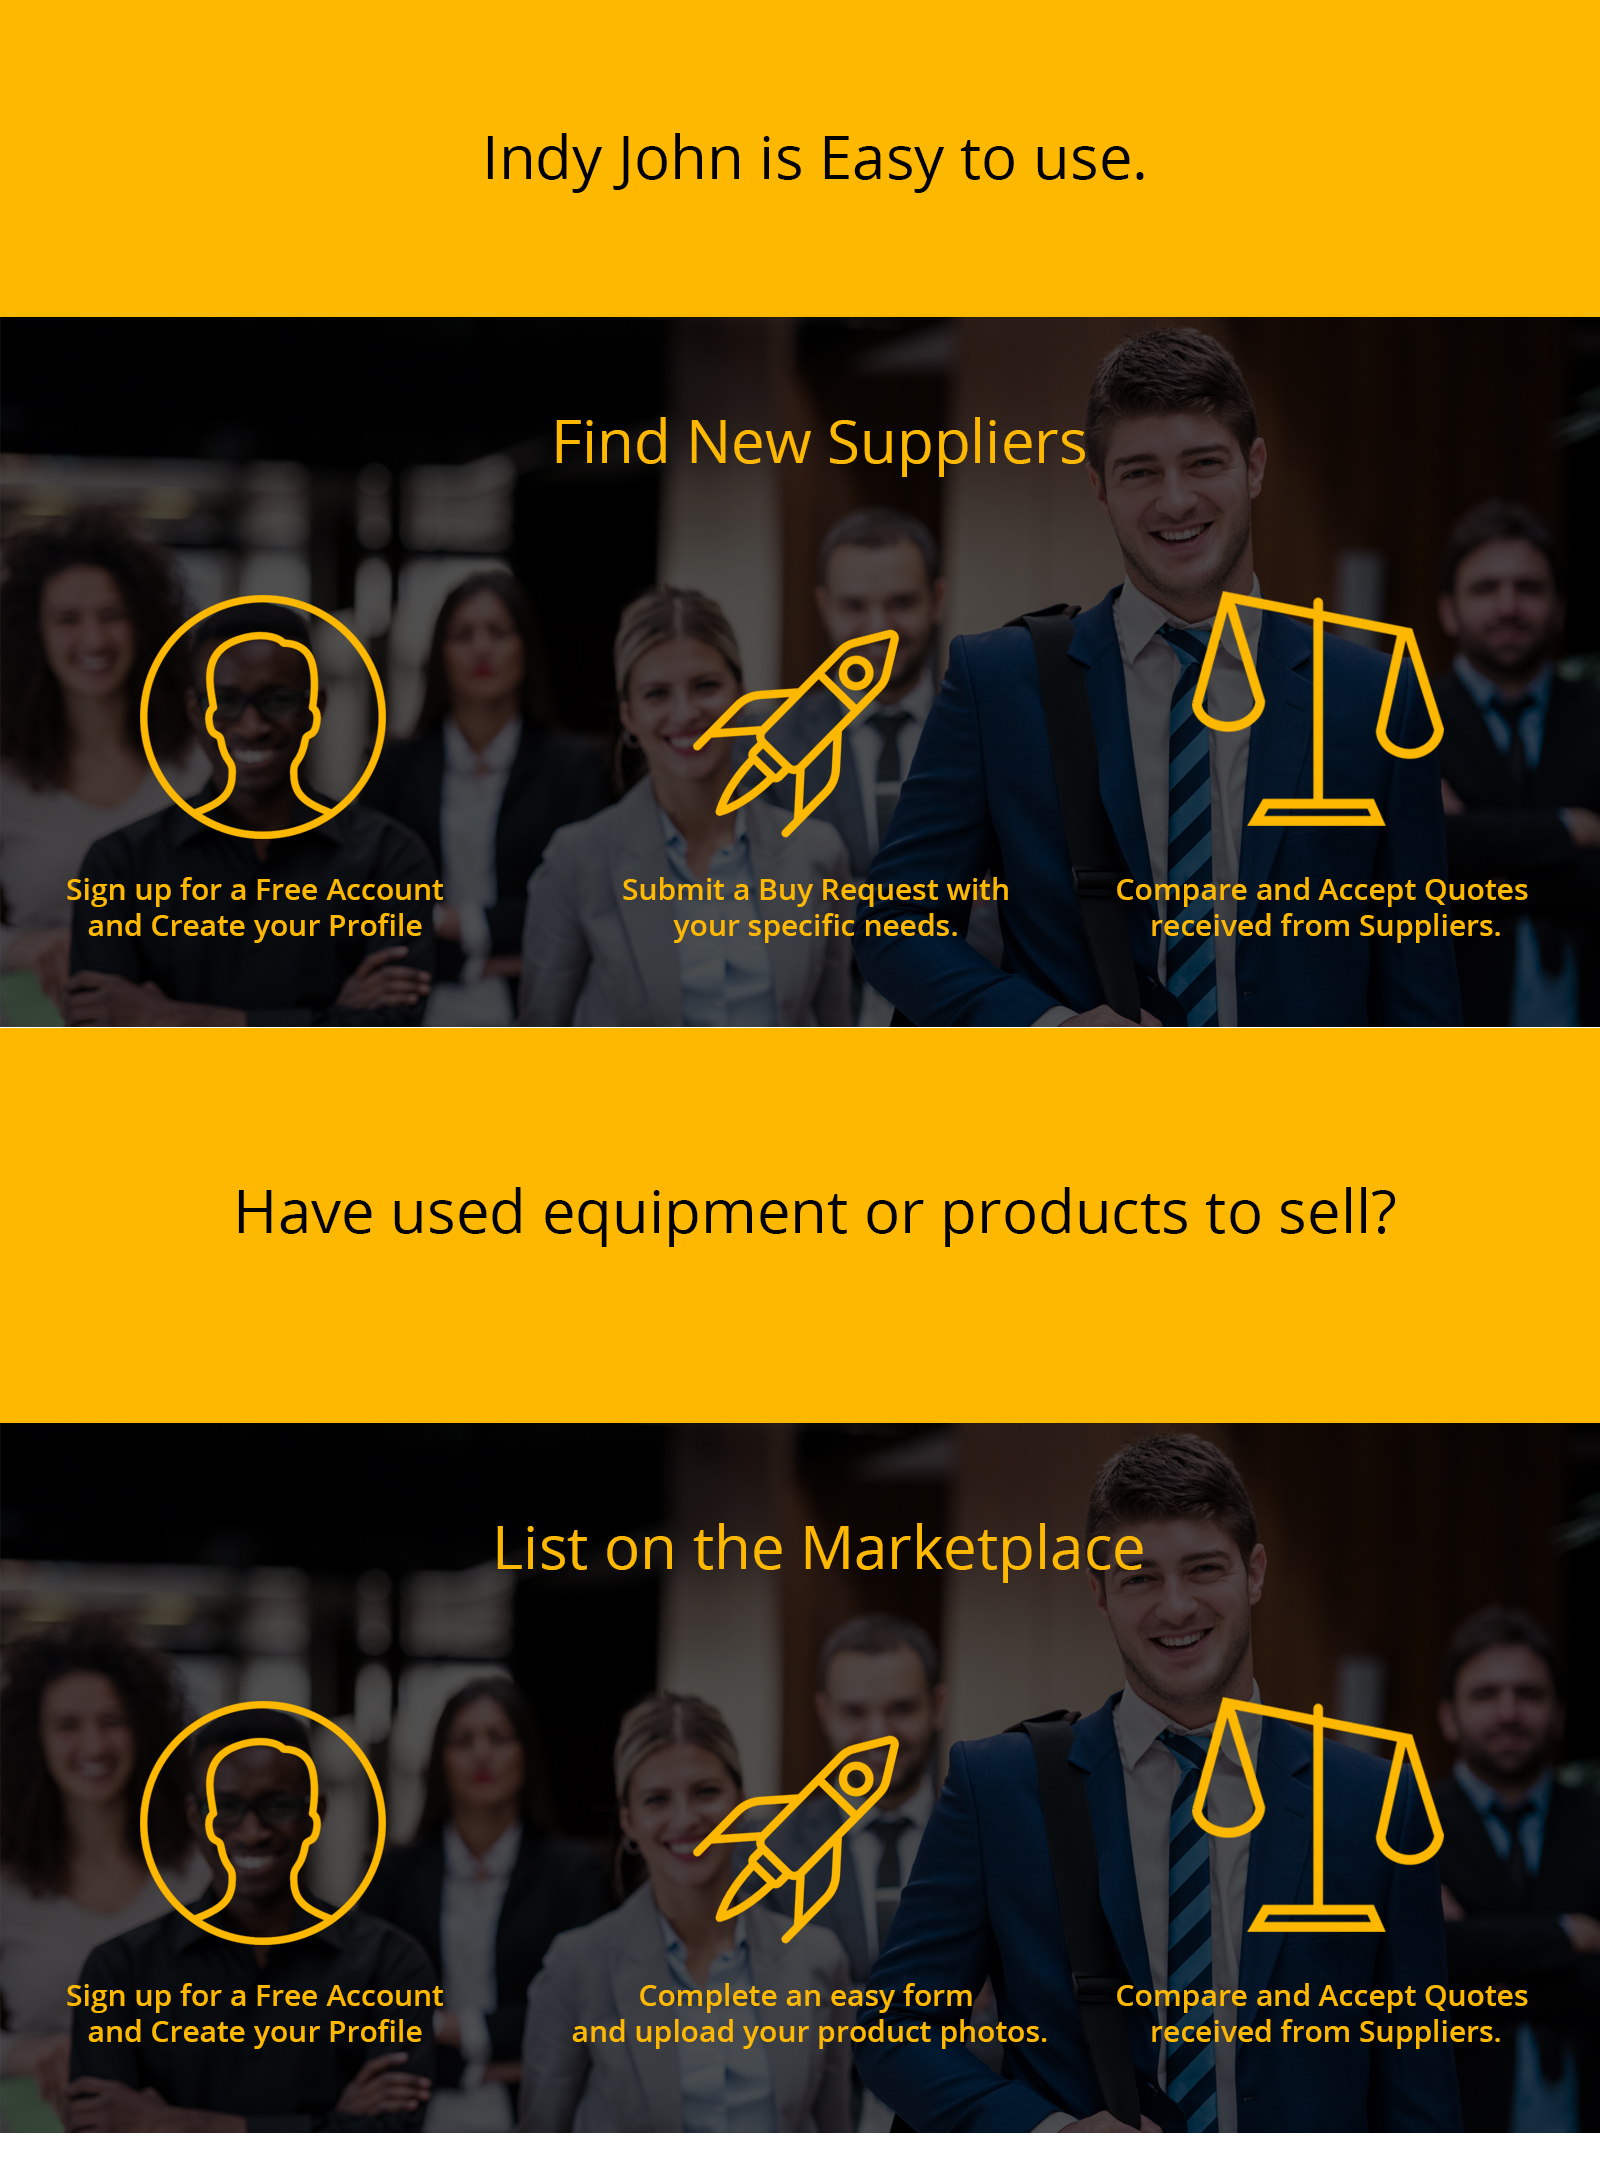 Indy John is Easy to use.
Find New Suppliers
Sign up for a Free Account
and Create your Profile
Submit a Buy Request with
your specific needs.
Compare and Accept Quotes
received from Suppliers.
Have used equipment or products to sell?
List on the Marketplace
Sign up for a Free Account
and Create your Profile
Complete an easy form
and upload your product photos.
Compare and Accept Quotes
received from Suppliers.